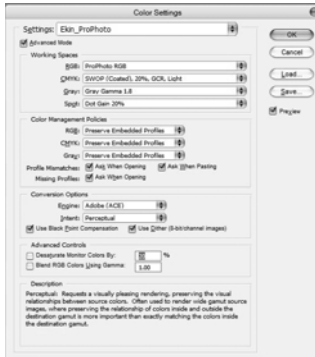 Color Settings
Settings: Ekin_ProPhoto
Advanced Mode
Working Spaces
RGB: ProPhoto RGB
CMYK: SWOP (Coated), 20%, GCR, Light
Gray: Gray Gamma 1.8
Spot: Dot Gain 20%
Color Management Policies
RGB: Preserve Embedded Profiles
CMYK: Preserve Embedded Profiles
Gray: Preserve Embedded Profiles
Profile Mismatches: Ask When Opening Ask When Pasting
Missing Profiles: Ask When Opening
Conversion Options
Engine: Adobe (ACE)
Intent: Perceptual
Use Black Point Compensation Use Dither (8-bit/channel images)
Advanced Controls
Desaturate Monitor Colors By: %
Blend RGB Colors Using Gamma: 1.00
Description
Perceptual: Requests a visually pleasing rendering, preserving the visual
relationships between source colors. Often used to render wide gamut source
images, where preserving the relationship of colors inside and outside the
destination gamut is more important than exactly matching the colors inside
the destination gamut.
OK
Cancel
Load...
Save...
Preview